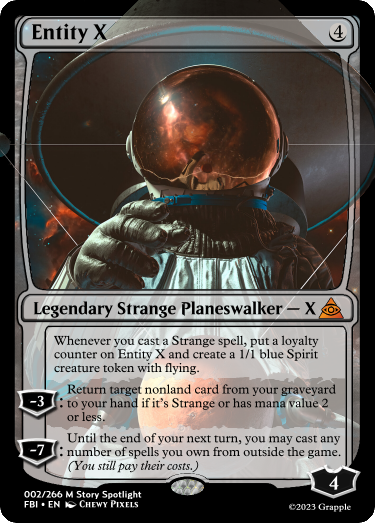 Entity X
4
Legendary Strange Planeswalker — X
Whenever you cast a Strange spell, put a loyalty
counter on Entity X and create a 1/1 blue Spirit
creature token with flying.
-3: Return target nonland card from your graveyard
to your hand if it's Strange or has mana value 2
or less.
-7: Until the end of your next turn, you may cast any
number of spells you own from outside the game.
(You still pay their costs.)
4
002/266 M Story Spotlight
FBI • EN Chewy Pixels
©2023 Grapple